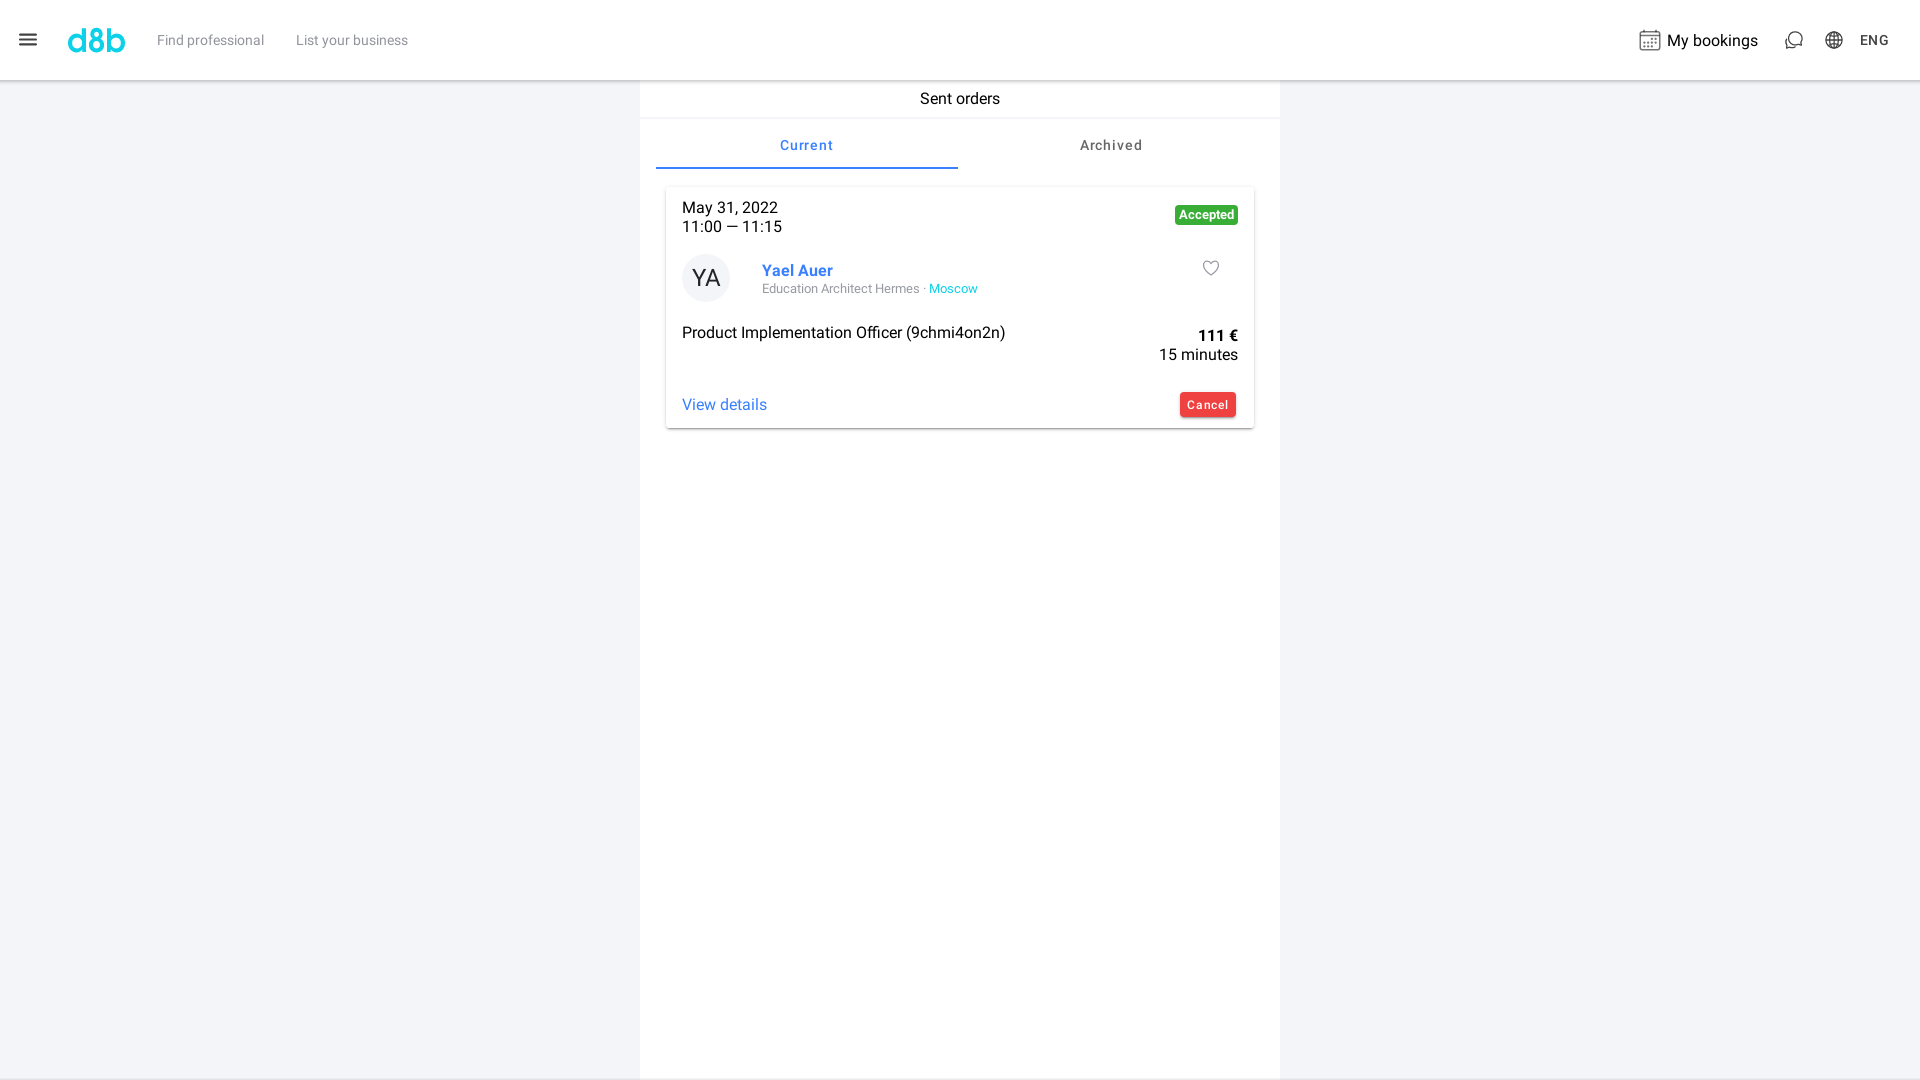 d8b
Find professional
List your business
My bookings
ENG
Sent orders
Current
Archived
May 31, 2022
11:00 — 11:15
Accepted
YA
Yael Auer
Education Architect Hermes · Moscow
Product Implementation Officer (9chmi4on2n)
111 €
15 minutes
View details
Cancel